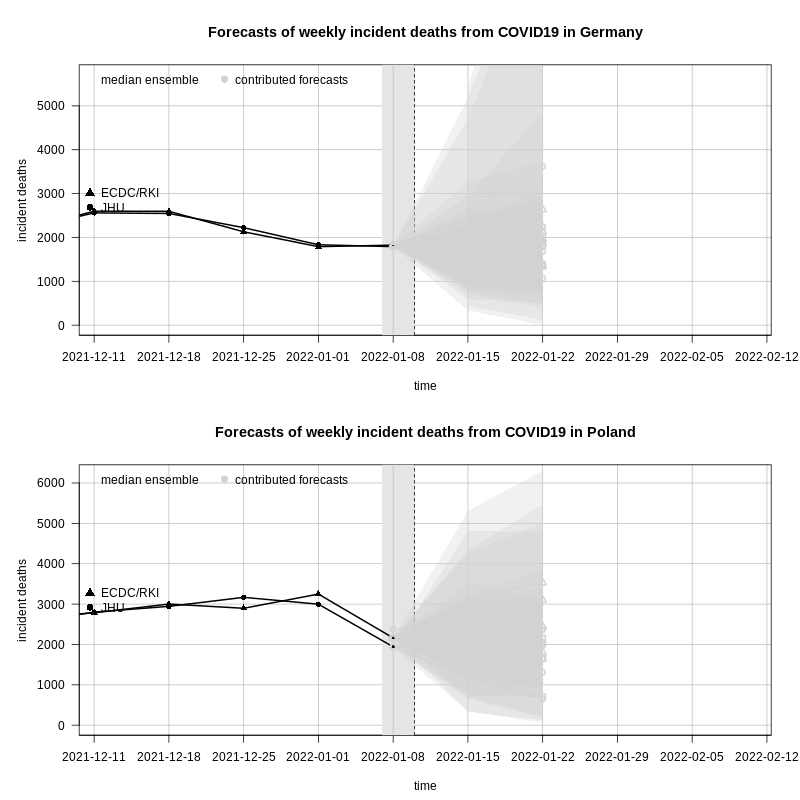 Forecasts of weekly incident deaths from COVID19 in Germany
median ensemble contributed forecasts
5000
4000
3000
2000
1000
0
incident deaths
ECDC/RKI
JHU
2021-12-11 2021-12-18 2021-12-25 2022-01-01 2022-01-08 2022-01-15 2022-01-22 2022-01-29 2022-02-05 2022-02-12
time
Forecasts of weekly incident deaths from COVID19 in Poland
median ensemble contributed forecasts
6000
5000
4000
3000
2000
1000
0
incident deaths
ECDC/RKI
JHU
2021-12-11 2021-12-18 2021-12-25 2022-01-01 2022-01-08 2022-01-15 2022-01-22 2022-01-29 2022-02-05 2022-02-12
time